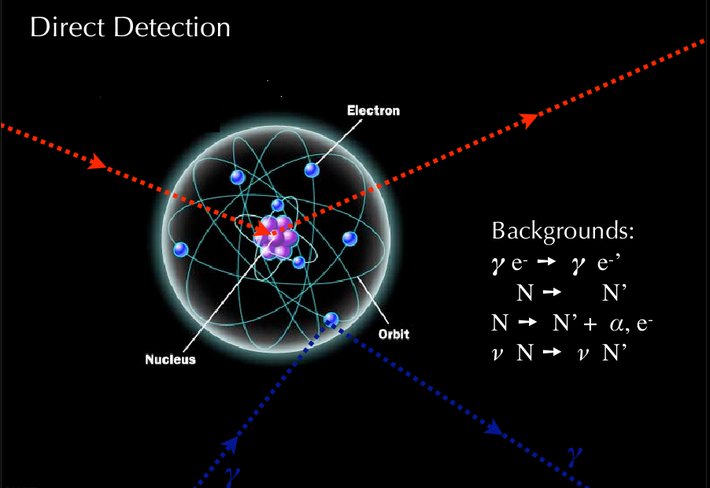 Direct Detection
Electron
Backgrounds:
γ e- → γ e-’
N → N’
N → N’ + α, e-
ν N → ν N’
Orbit
Nucleus
γ
γ